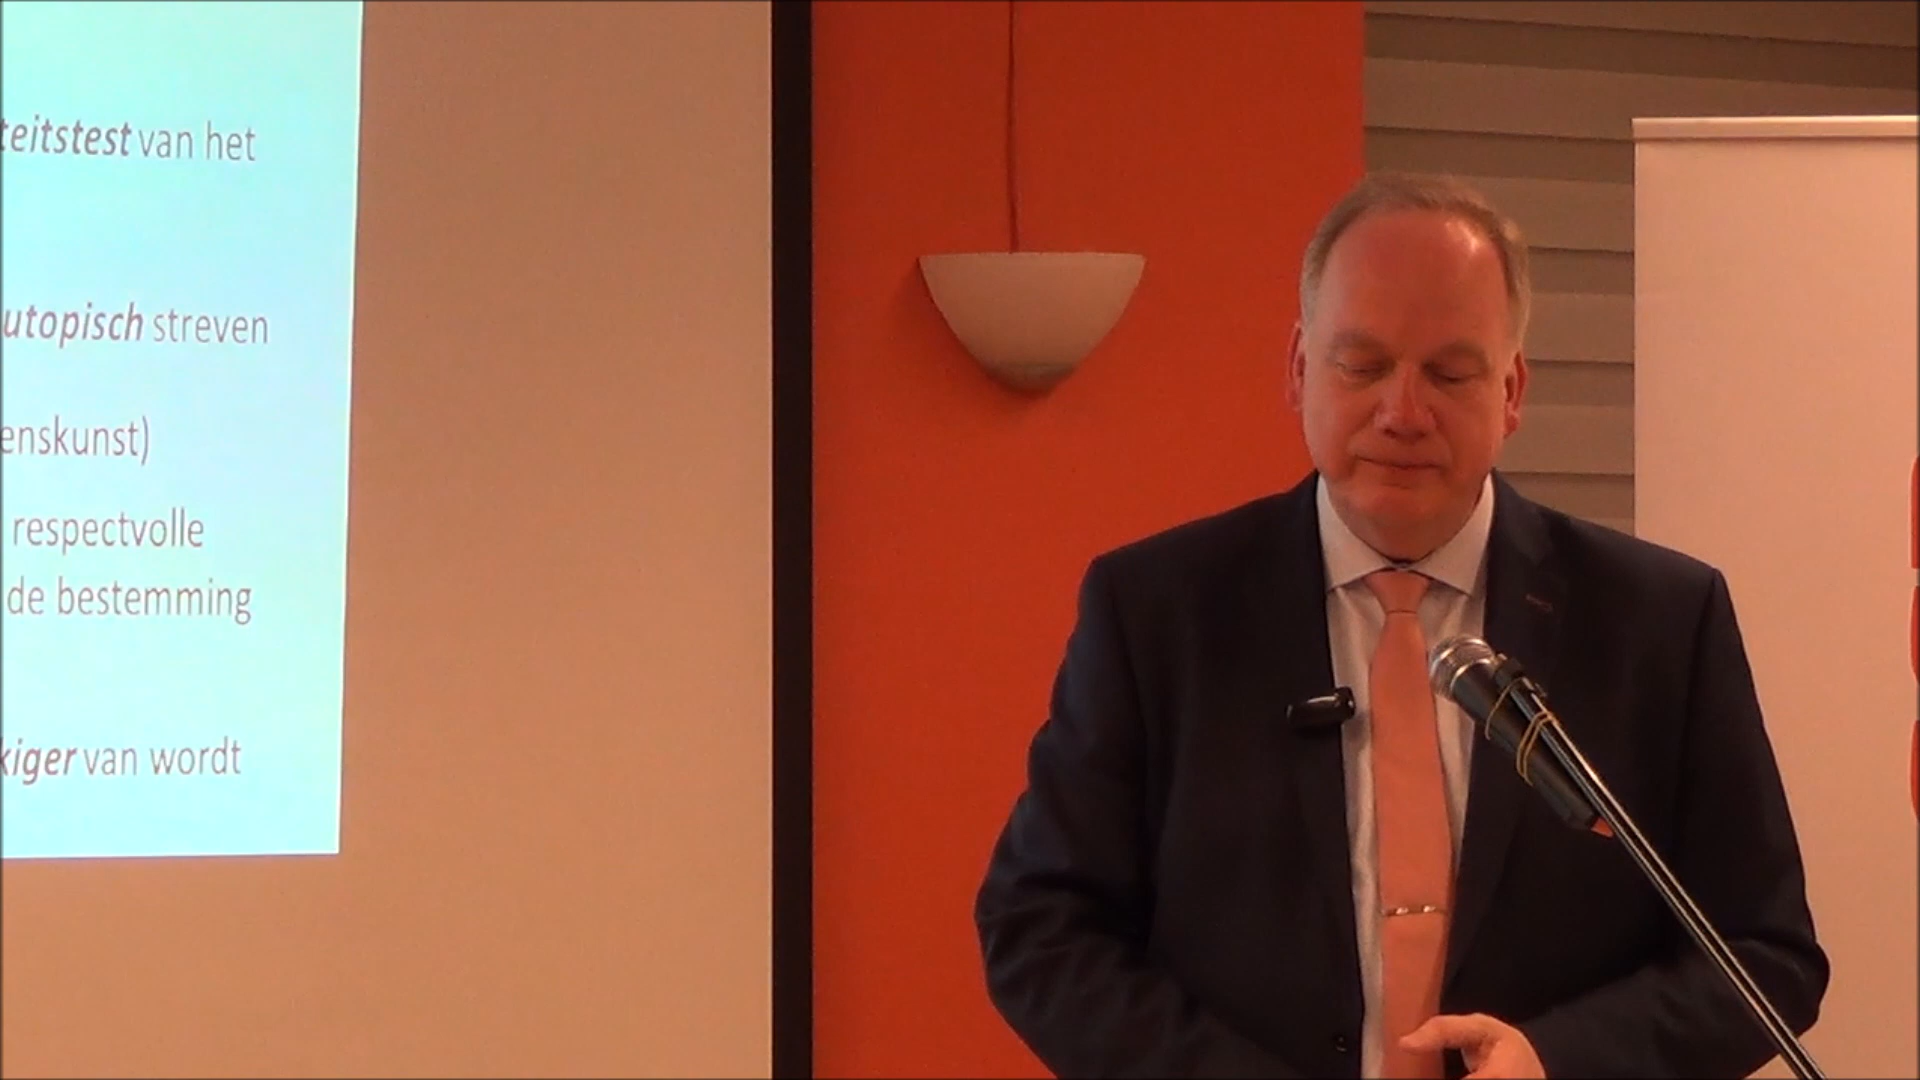 teitstest van het
utopisch streven
enskunst)
respectvolle
de bestemming
kiger van wordt